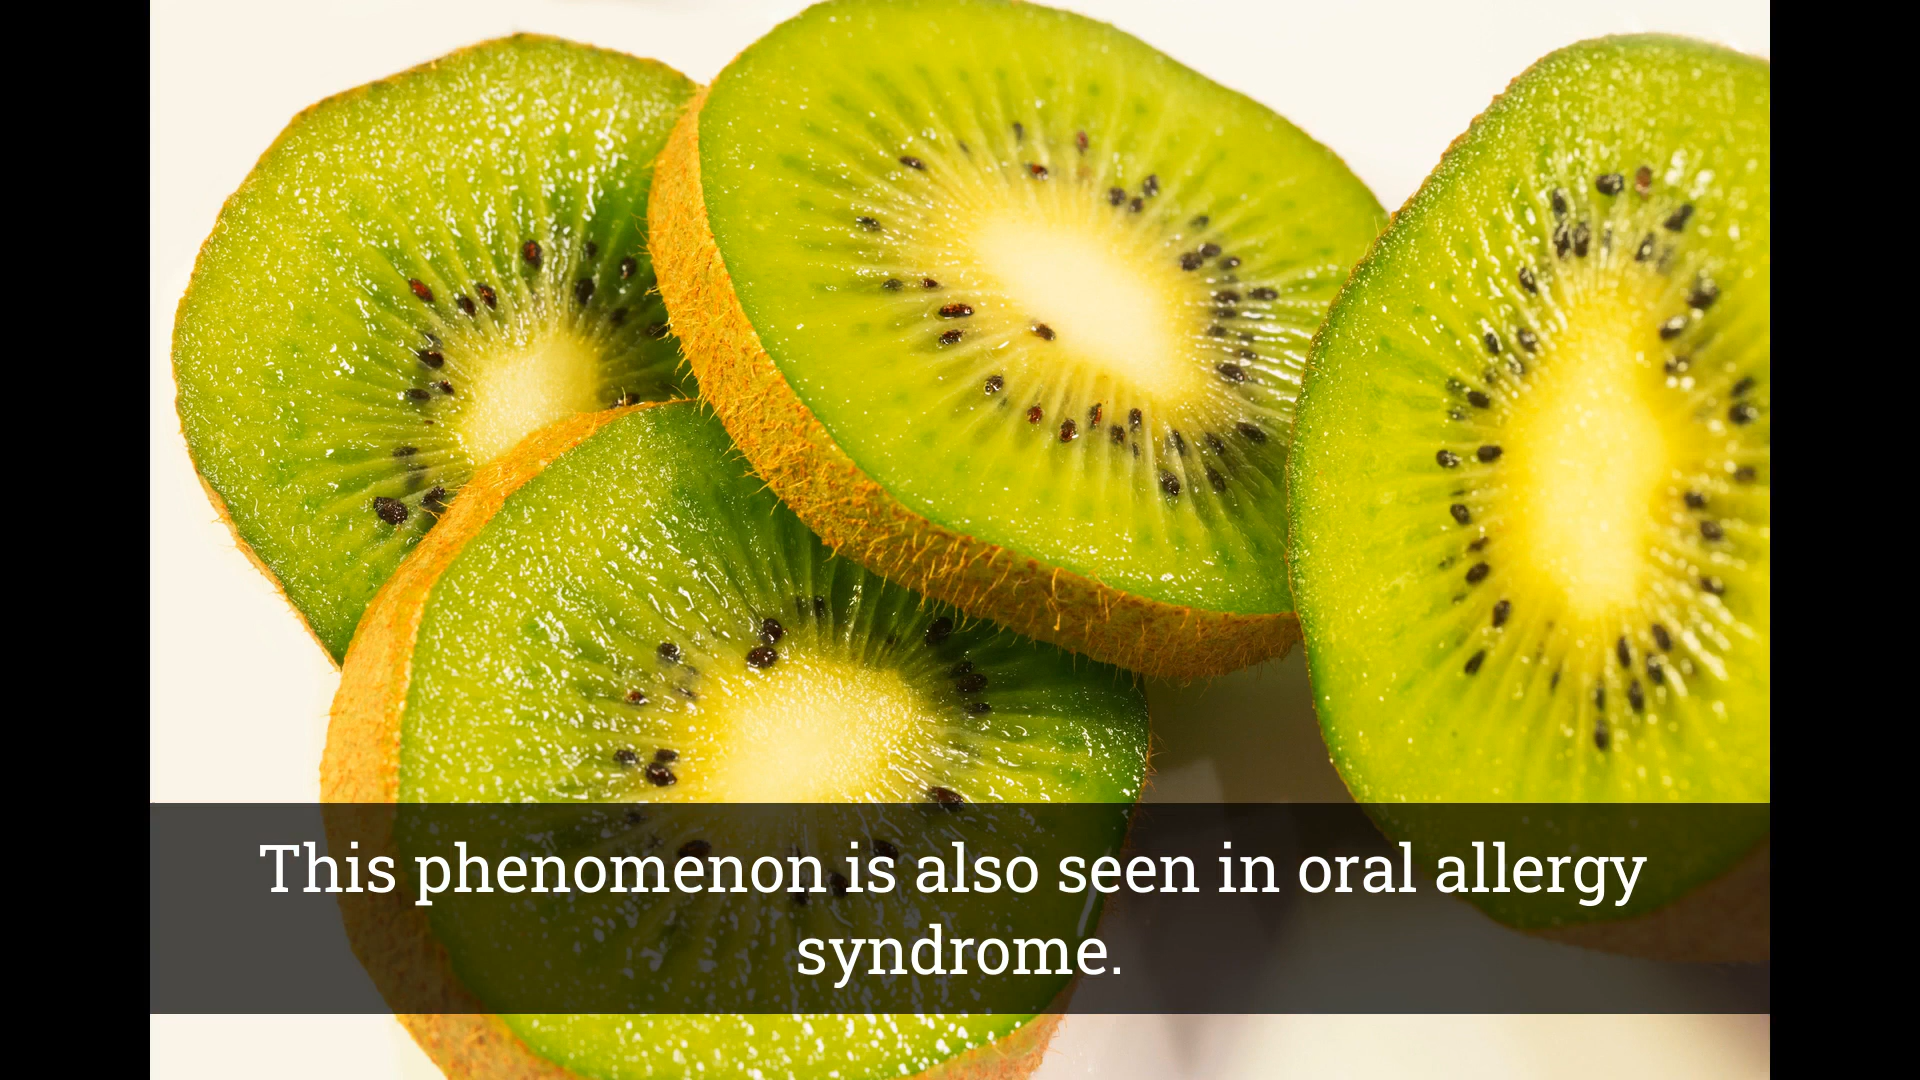 This phenomenon is also seen in oral allergy
syndrome.